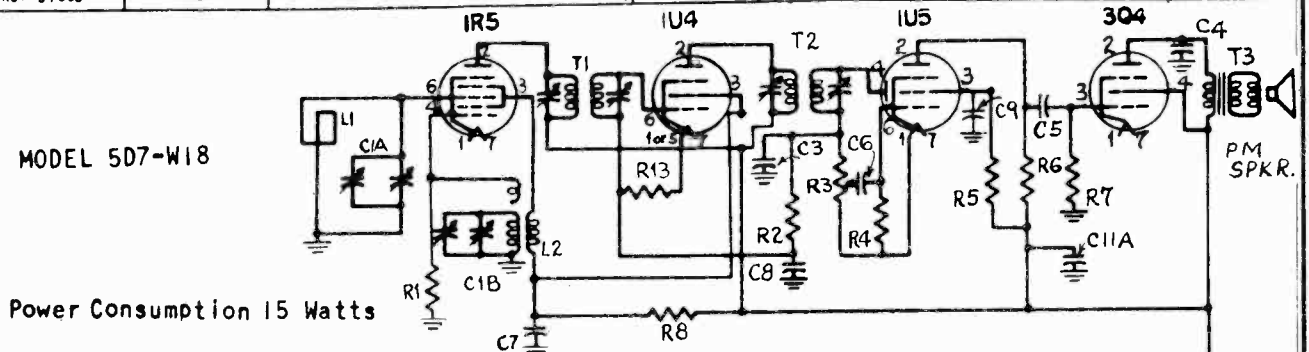 1R5 1U4 1U5 3Q4
2 2 2 2 C4
T1 T2 T3
6 4 3 6 3 4 6 3 3 4
1 7 1 or 5 7 1 7 1 7
L1 C1A C3 C6 C9 C5
MODEL 5D7-W18
PM
SPKR.
R13 R3 R5 R6 R7
g
L2 R2 R4 C11A
R1 C1B C8
Power Consumption 15 Watts
C7 R8